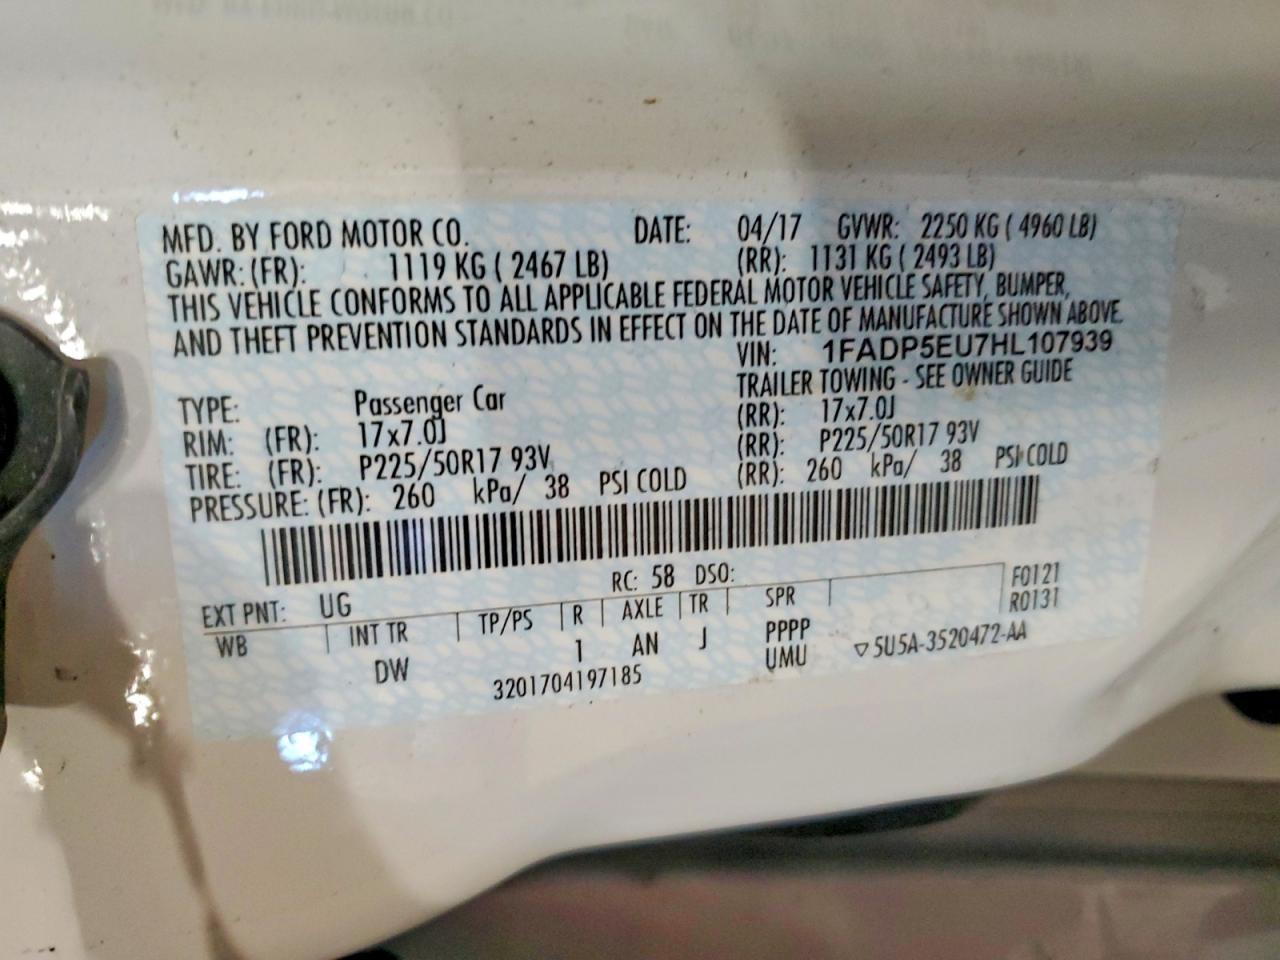 MFD. BY FORD MOTOR CO. DATE: 04/17 GVWR: 2250 KG ( 4960 LB)
GAWR: (FR): 1119 KG ( 2467 LB) (RR): 1131 KG ( 2493 LB)
THIS VEHICLE CONFORMS TO ALL APPLICABLE FEDERAL MOTOR VEHICLE SAFETY, BUMPER,
AND THEFT PREVENTION STANDARDS IN EFFECT ON THE DATE OF MANUFACTURE SHOWN ABOVE.
VIN: 1FADP5EU7HL107939
TRAILER TOWING - SEE OWNER GUIDE
TYPE: Passenger Car
RIM: (FR): 17x7.0J (RR): 17x7.0J
TIRE: (FR): P225/50R17 93V (RR): P225/50R17 93V
PRESSURE: (FR): 260 kPa/ 38 PSI COLD (RR): 260 kPa/ 38 PSI COLD
RC: 58 DSO:
EXT PNT: UG F0121
WB INT TR TP/PS R AXLE TR SPR R0131
DW 1 AN J PPPP
UMU ▽5U5A-3520472-AA
3201704197185